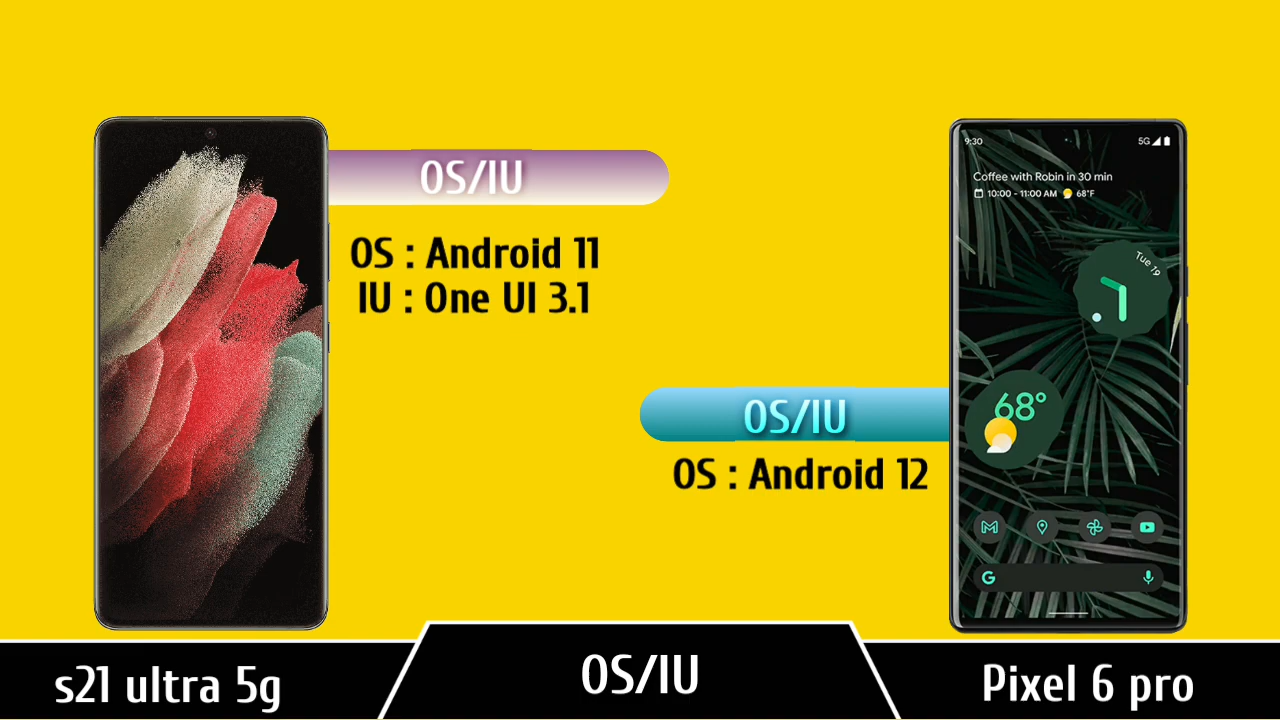 OS/IU
OS : Android 11
IU : One UI 3.1
9:30
5G
Coffee with Robin in 30 min
10:00 - 11:00 AM 68°F
Tue 19
68°
OS/IU
OS : Android 12
G
s21 ultra 5g
OS/IU
Pixel 6 pro